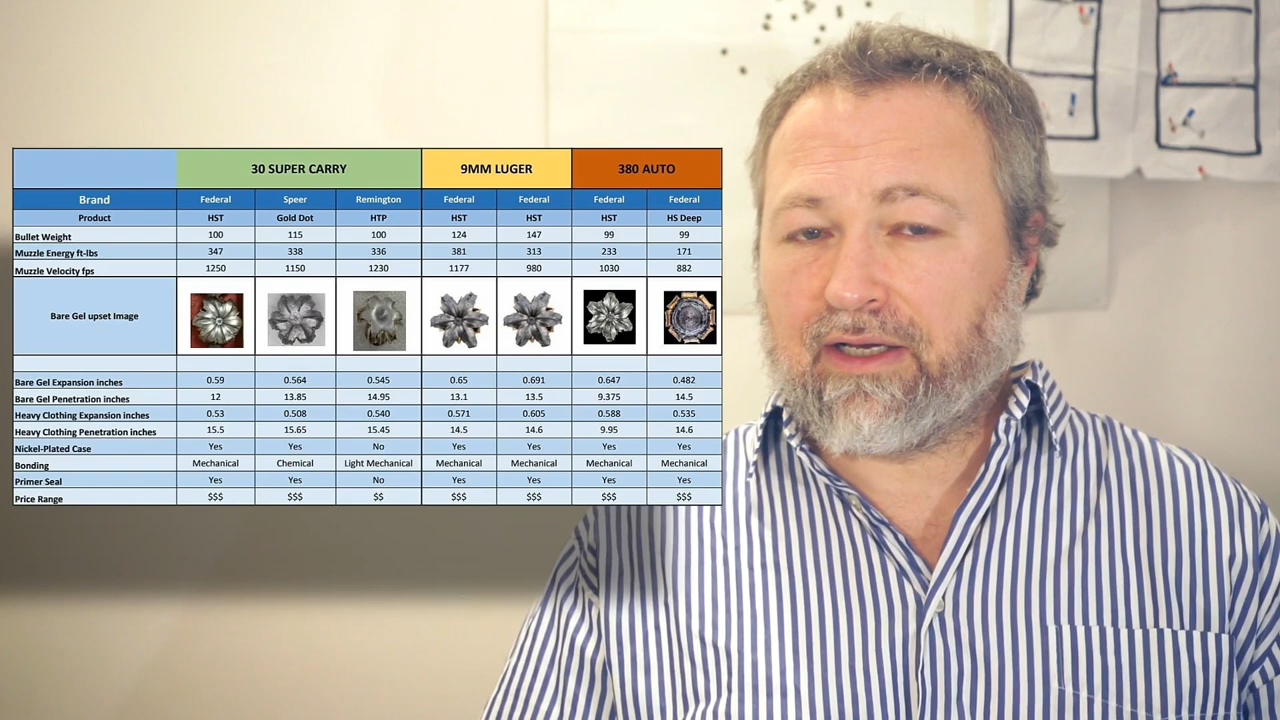 30 SUPER CARRY 9MM LUGER 380 AUTO
Brand Federal Speer Remington Federal Federal Federal Federal
Product HST Gold Dot HTP HST HST HST HS Deep
Bullet Weight 100 115 100 124 147 99 99
Muzzle Energy ft-lbs 347 338 336 381 313 233 171
Muzzle Velocity fps 1250 1150 1230 1177 980 1030 882
Bare Gel upset Image
Bare Gel Expansion inches 0.59 0.564 0.545 0.65 0.691 0.647 0.482
Bare Gel Penetration inches 12 13.85 14.95 13.1 13.5 9.375 14.5
Heavy Clothing Expansion inches 0.53 0.508 0.540 0.571 0.605 0.588 0.535
Heavy Clothing Penetration inches 15.5 15.65 15.45 14.5 14.6 9.95 14.6
Nickel-Plated Case Yes Yes No Yes Yes Yes Yes
Bonding Mechanical Chemical Light Mechanical Mechanical Mechanical Mechanical Mechanical
Primer Seal Yes Yes No Yes Yes Yes Yes
Price Range $$$ $$$ $$ $$$ $$$ $$$ $$$